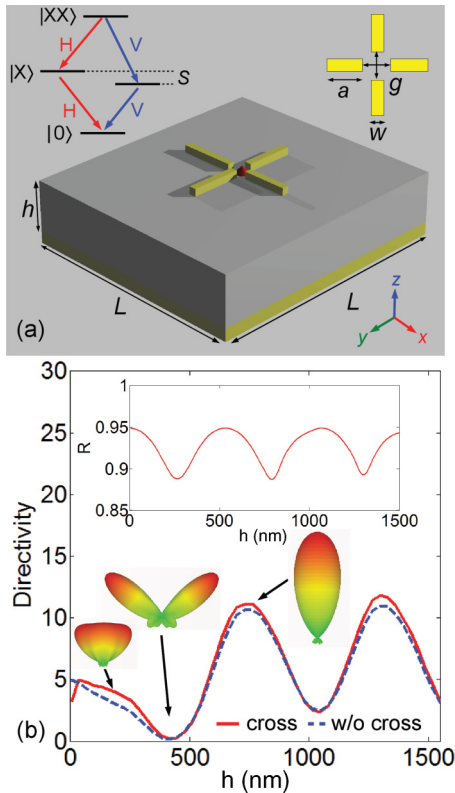 |XX⟩
H V
|X⟩ S
H V
|0⟩
a g
w
h
L L
z
y x
(a)
30
25
20
15
10
5
0
Directivity
1
0.95
0.9
0.85
R
0 500 1000 1500
h (nm)
(b)
cross w/o cross
0 500 1000 1500
h (nm)